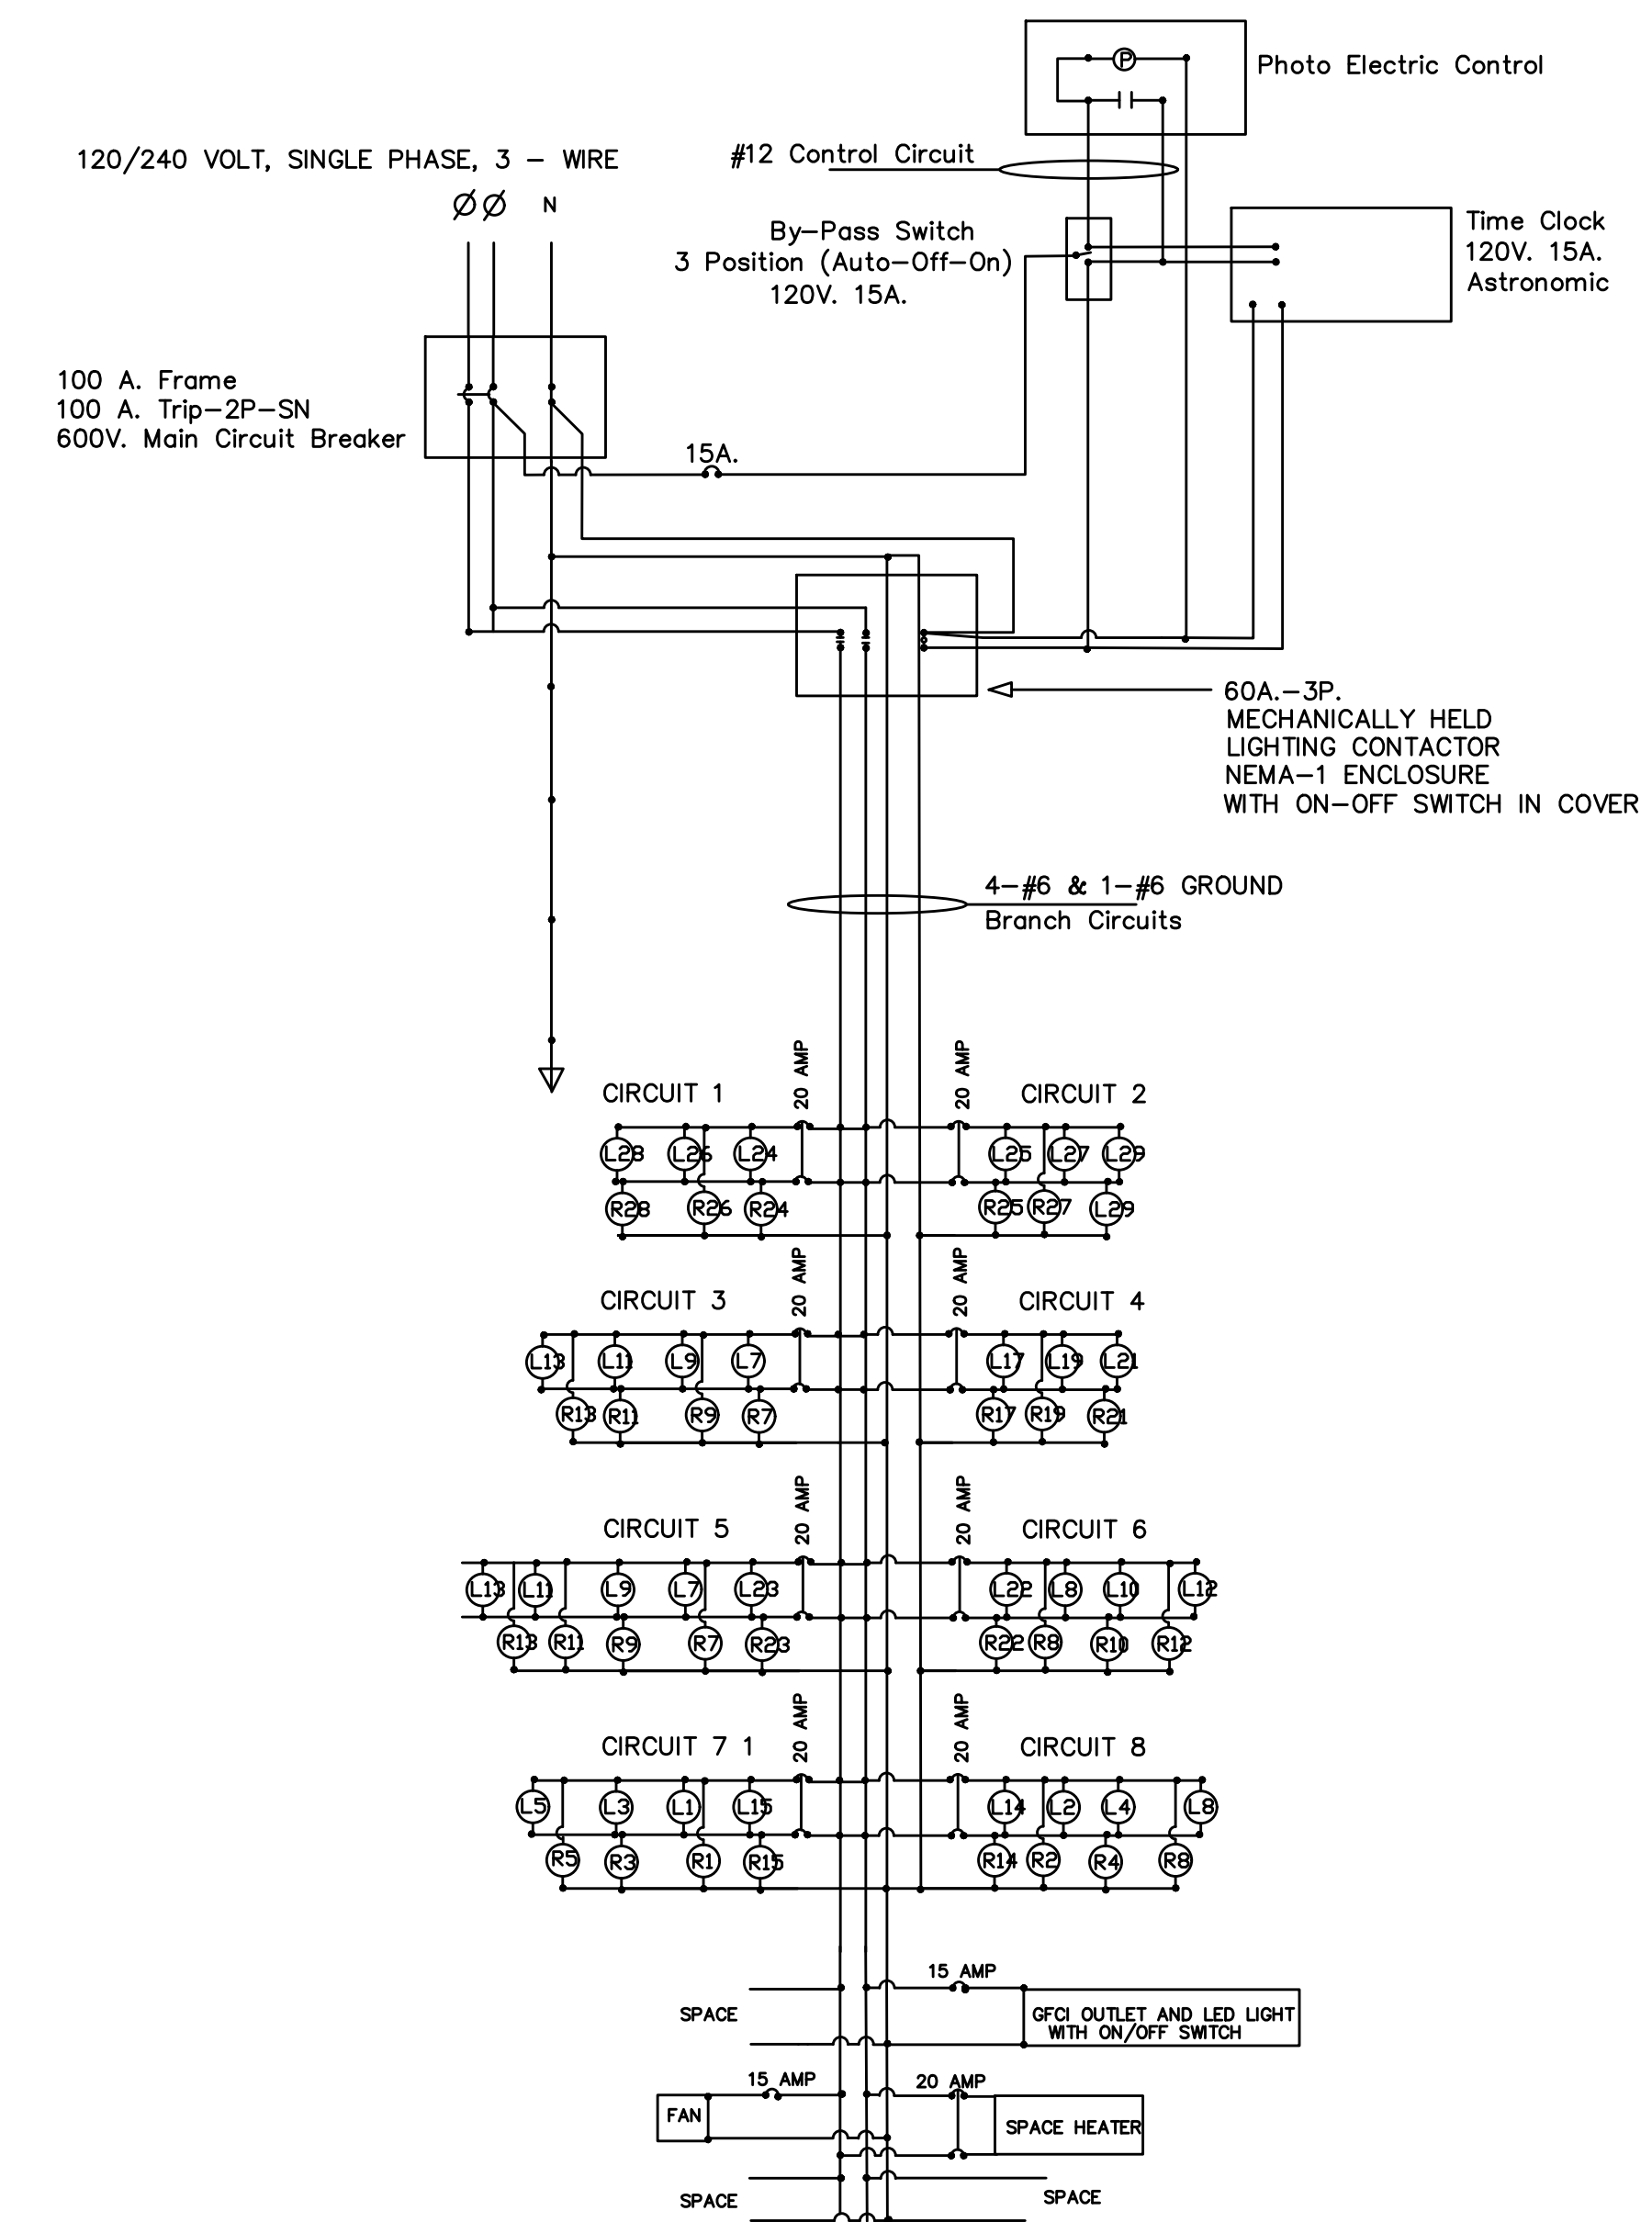 Photo Electric Control
P
#12 Control Circuit
120/240 VOLT, SINGLE PHASE, 3 - WIRE
Ø Ø N
By-Pass Switch
3 Position (Auto-Off-On)
120V. 15A.
Time Clock
120V. 15A.
Astronomic
100 A. Frame
100 A. Trip-2P-SN
600V. Main Circuit Breaker
15A.
60A.-3P.
MECHANICALLY HELD
LIGHTING CONTACTOR
NEMA-1 ENCLOSURE
WITH ON-OFF SWITCH IN COVER
4-#6 & 1-#6 GROUND
Branch Circuits
CIRCUIT 1
20 AMP
20 AMP
CIRCUIT 2
L28 L26 L24
L25 L27 L29
R28 R26 R24
R25 R27 L29
CIRCUIT 3
20 AMP
20 AMP
CIRCUIT 4
L13 L11 L9 L7
L17 L19 L21
R13 R11 R9 R7
R17 R19 R21
CIRCUIT 5
20 AMP
20 AMP
CIRCUIT 6
L13 L11 L9 L7 L23
L22 L8 L10 L12
R13 R11 R9 R7 R23
R22 R8 R10 R12
CIRCUIT 7 1
20 AMP
20 AMP
CIRCUIT 8
L5 L3 L1 L15
L14 L2 L4 L8
R5 R3 R1 R15
R14 R2 R4 R8
15 AMP
SPACE
GFCI OUTLET AND LED LIGHT
WITH ON/OFF SWITCH
15 AMP
20 AMP
FAN
SPACE HEATER
SPACE
SPACE